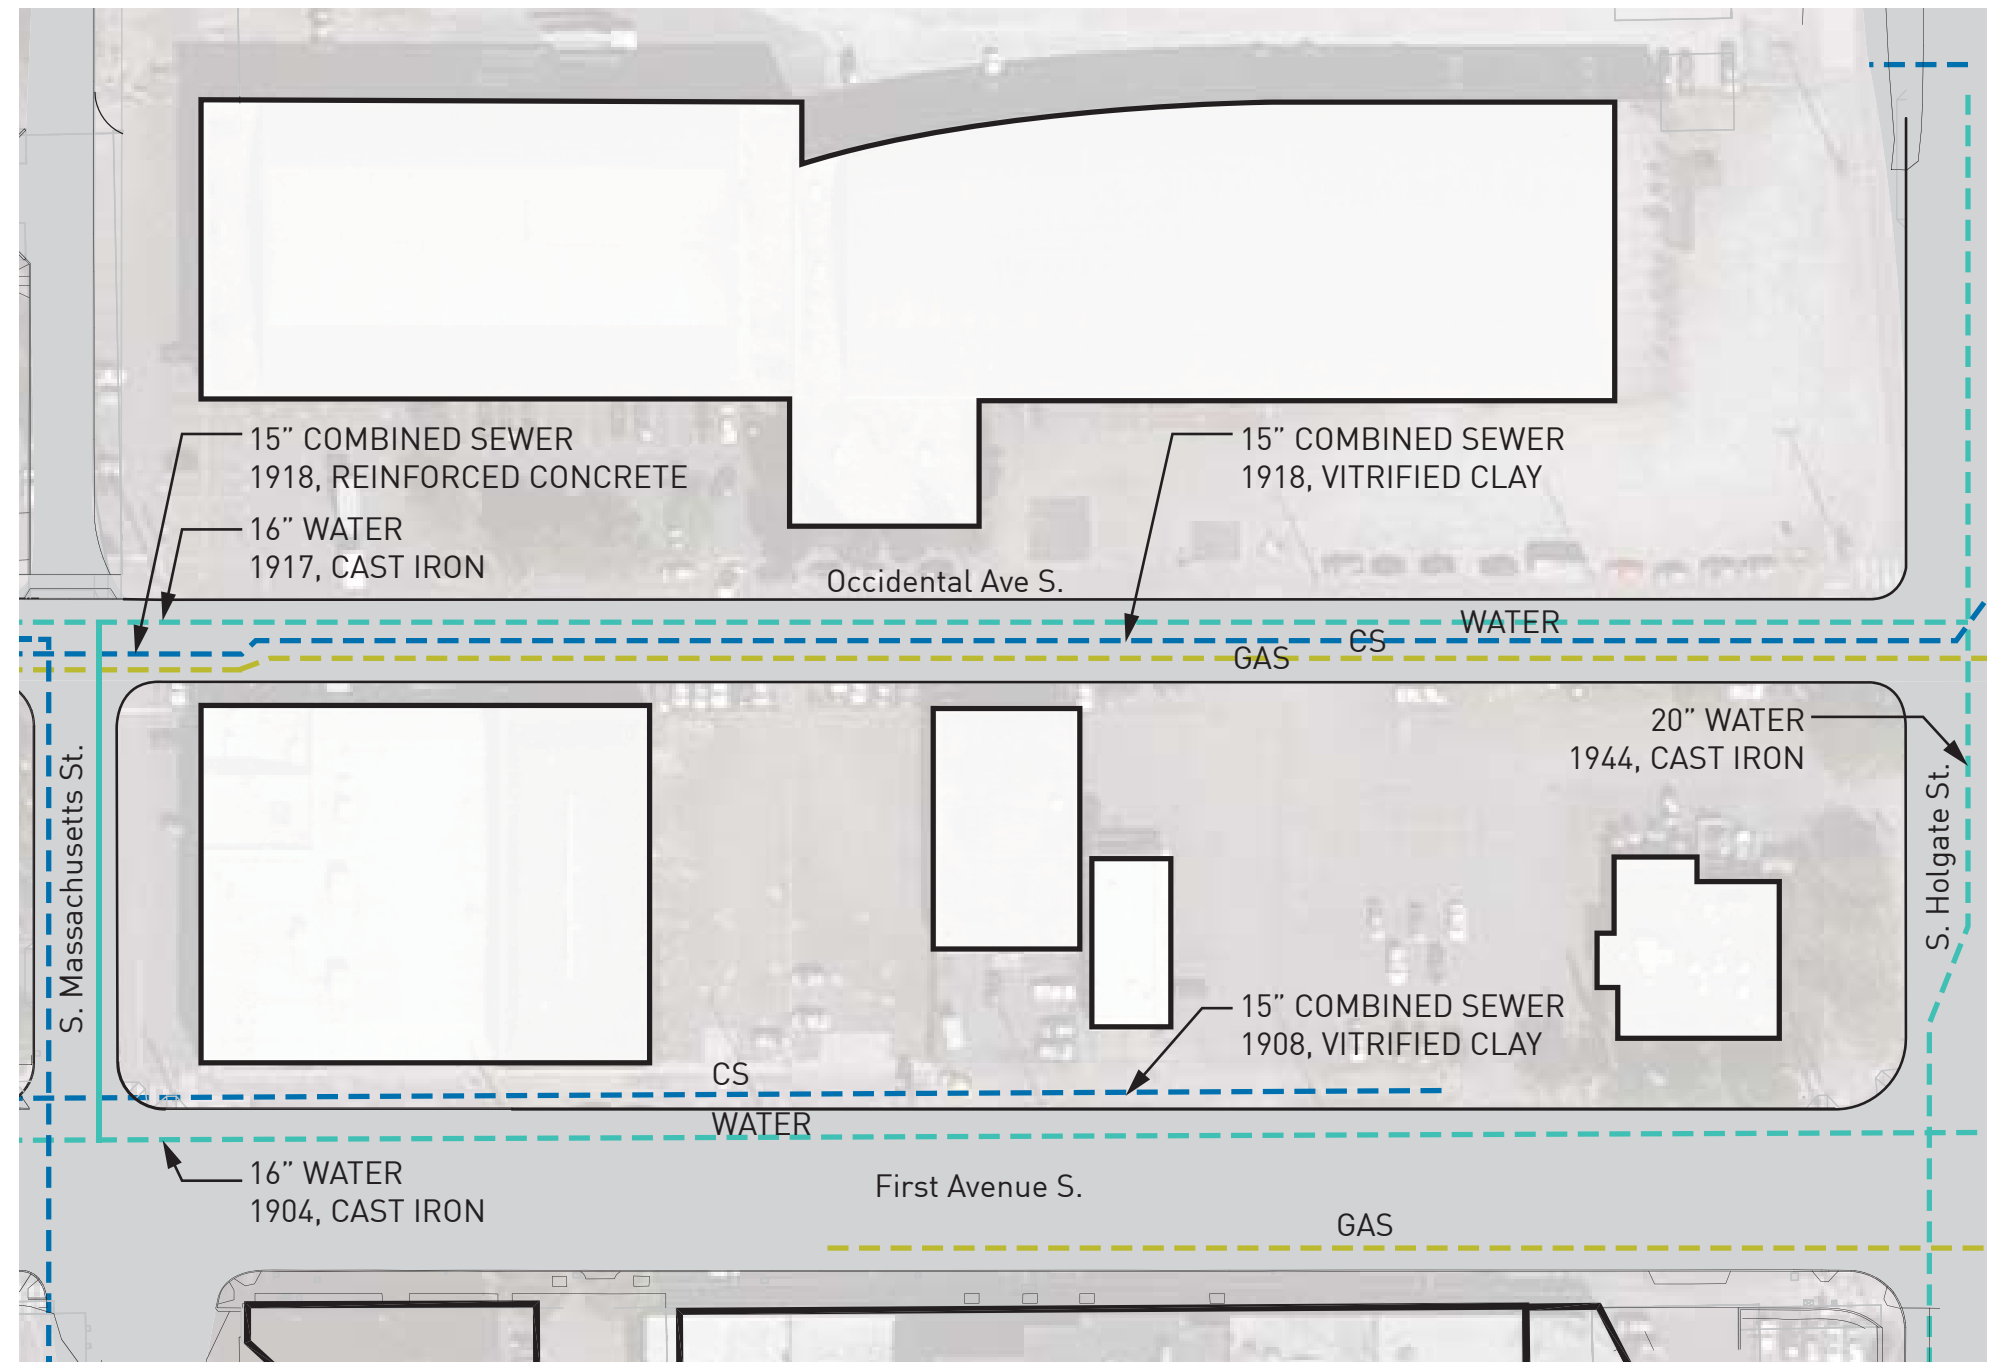 15” COMBINED SEWER
1918, REINFORCED CONCRETE
16” WATER
1917, CAST IRON
15” COMBINED SEWER
1918, VITRIFIED CLAY
Occidental Ave S.
WATER
CS
GAS
20” WATER
1944, CAST IRON
S. Massachusetts St.
S. Holgate St.
15” COMBINED SEWER
1908, VITRIFIED CLAY
CS
WATER
16” WATER
1904, CAST IRON
First Avenue S.
GAS